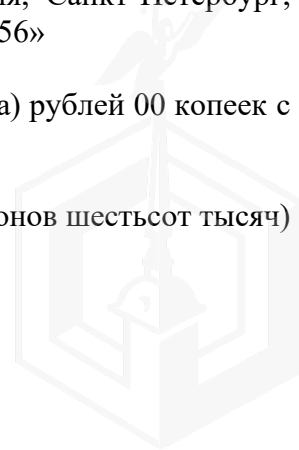 Санкт-Петербург,
56»
а) рублей 00 копеек с
онов шестьсот тысяч)